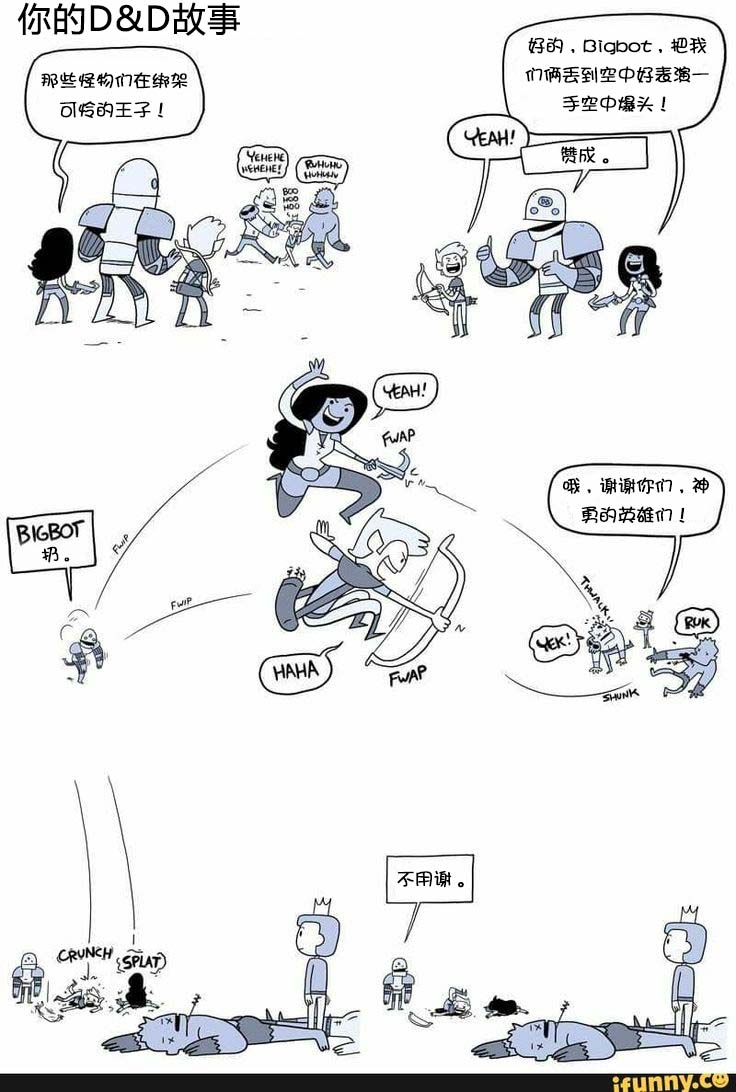 你的D&D故事
那些怪物们在绑架
可怜的王子！
YEHEHE
HEHEHE!
RUHUHU
HUHUHU
BOO
HOO
HOO
好的，Bigbot，把我
们俩丢到空中好表演一
手空中爆头！
YEAH!
赞成。
YEAH!
FWAP
BIGBOT
扔。
FWIP
FWIP
哦，谢谢你们，神
勇的英雄们！
THWACK!
YEK!
RUK
HAHA
FWAP
SHUNK
CRUNCH
SPLAT
不用谢。
ifunny.co